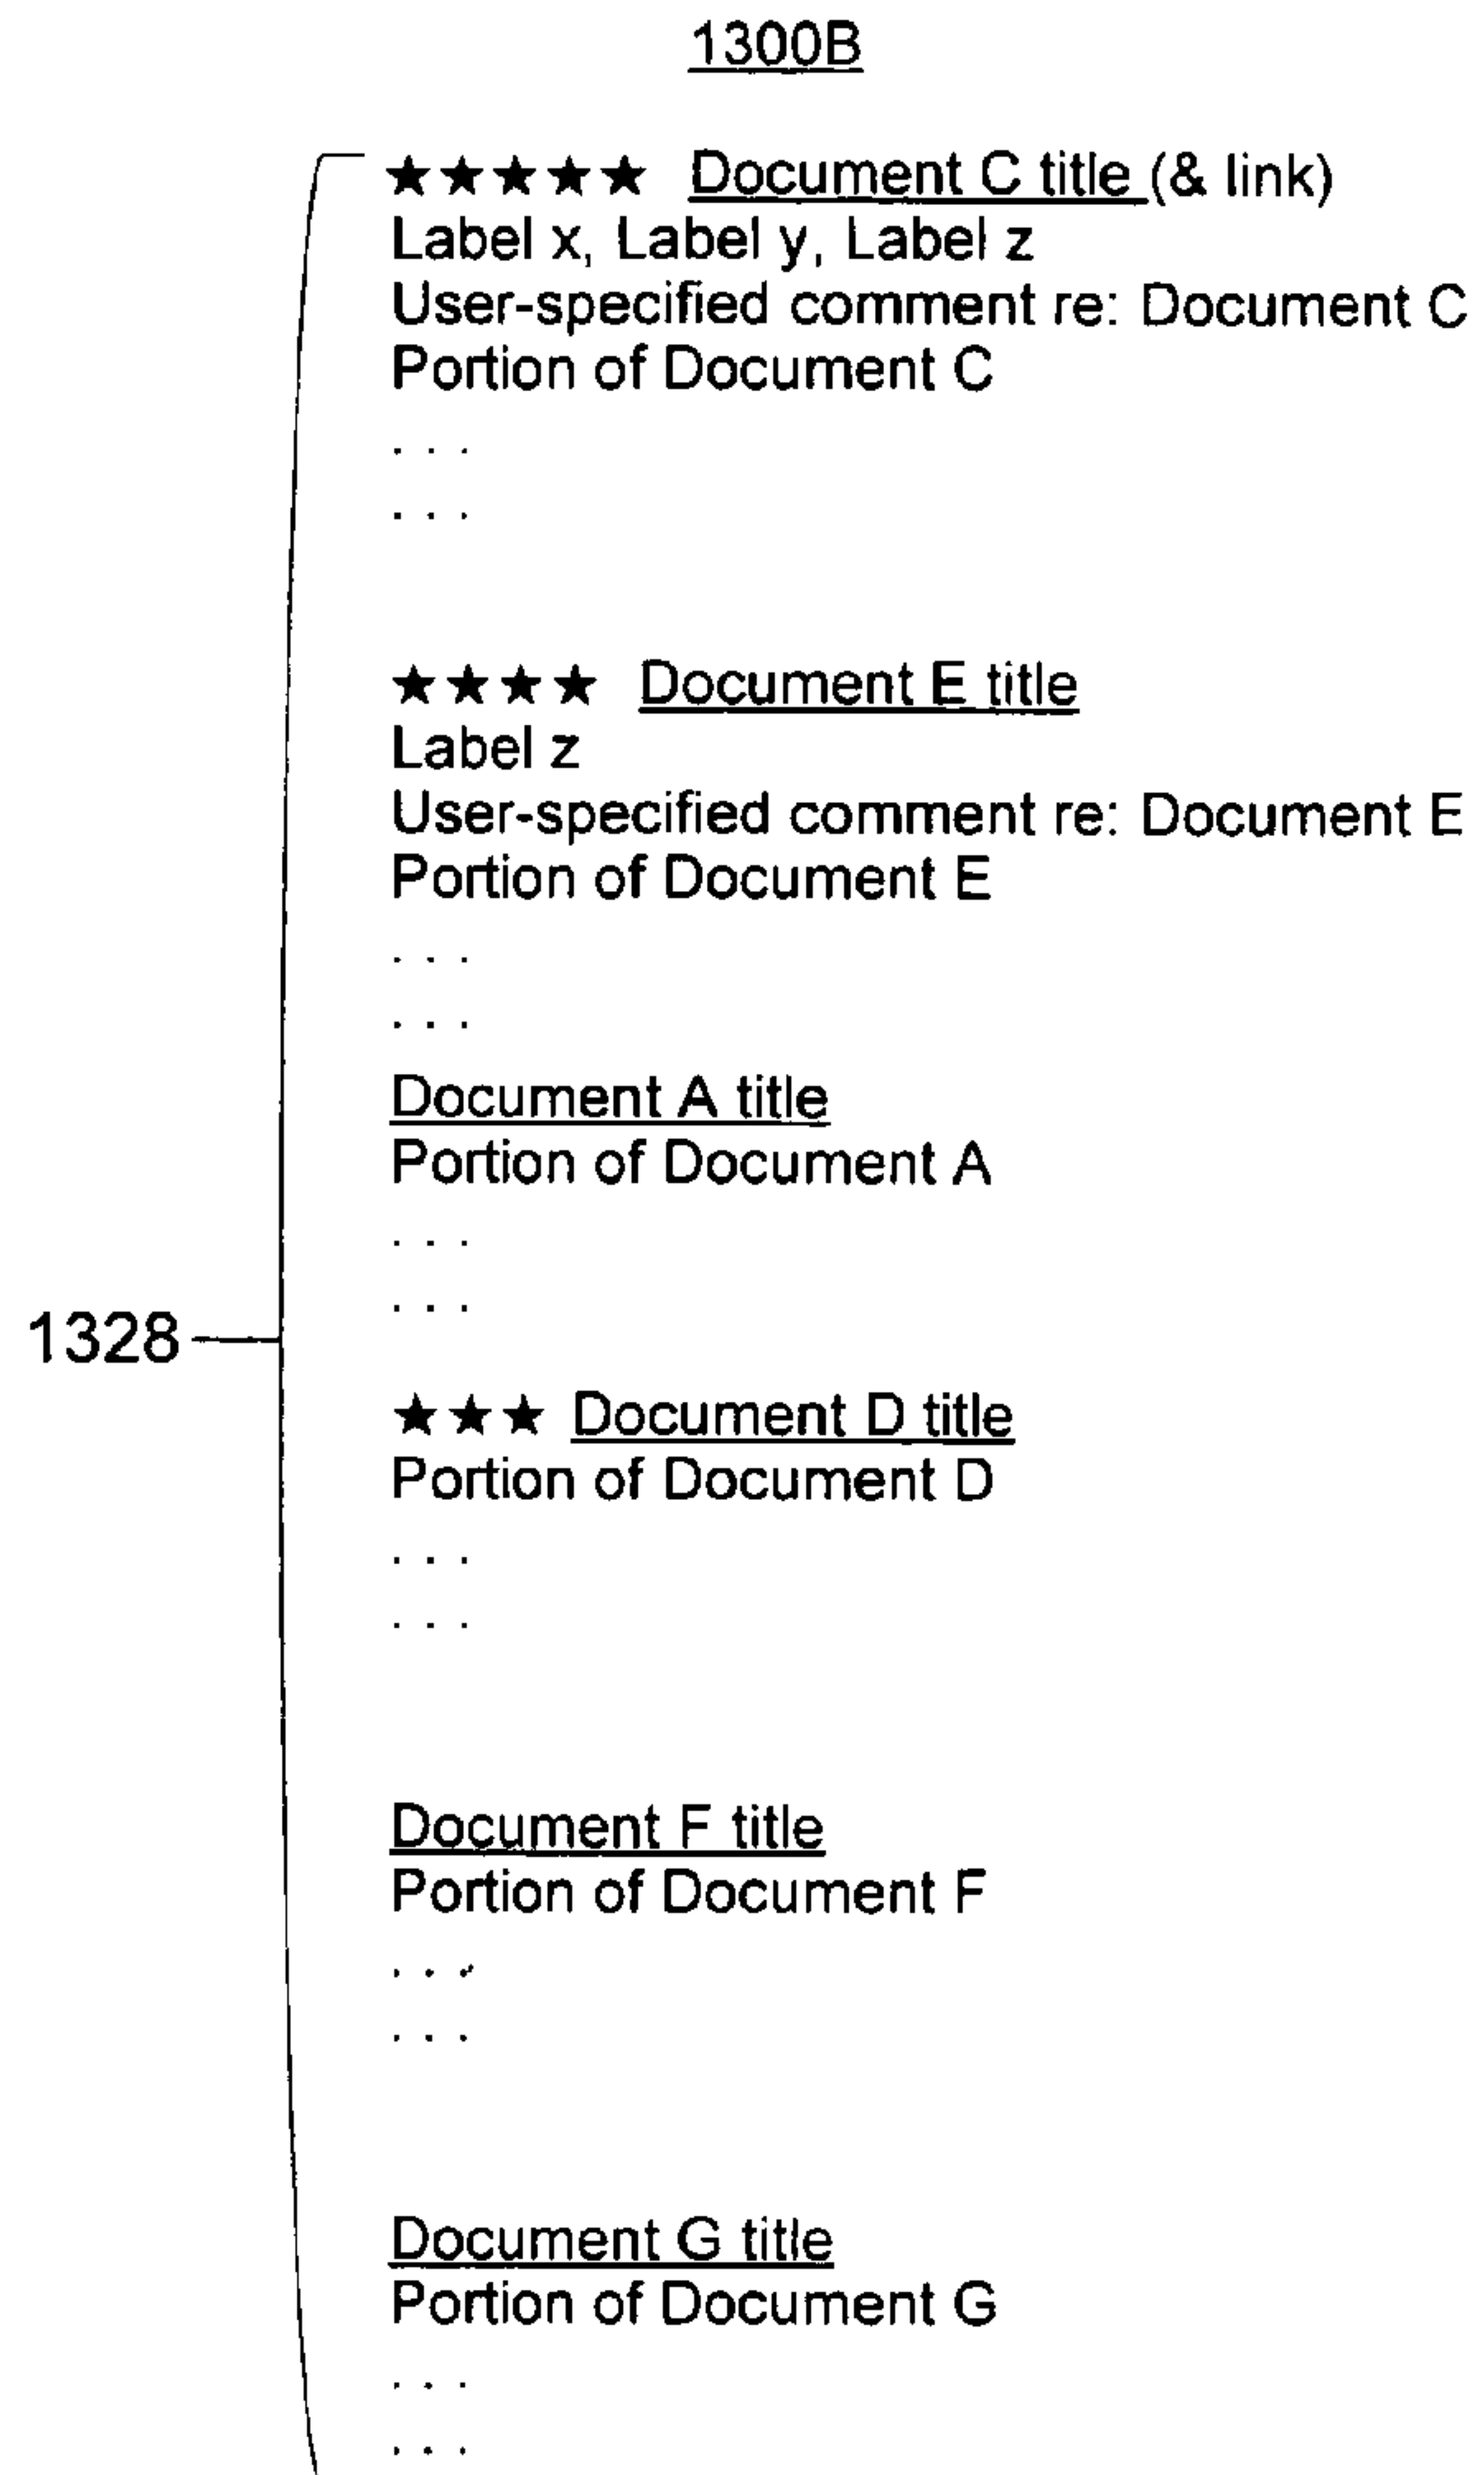 1300B
★★★★★ Document C title (& link)
Label x, Label y, Label z
User-specified comment re: Document C
Portion of Document C
. . .
. . .
★★★★ Document E title
Label z
User-specified comment re: Document E
Portion of Document E
. . .
. . .
Document A title
Portion of Document A
. . .
. . .
1328
★★★ Document D title
Portion of Document D
. . .
. . .
Document F title
Portion of Document F
. . .
. . .
Document G title
Portion of Document G
. . .
. . .